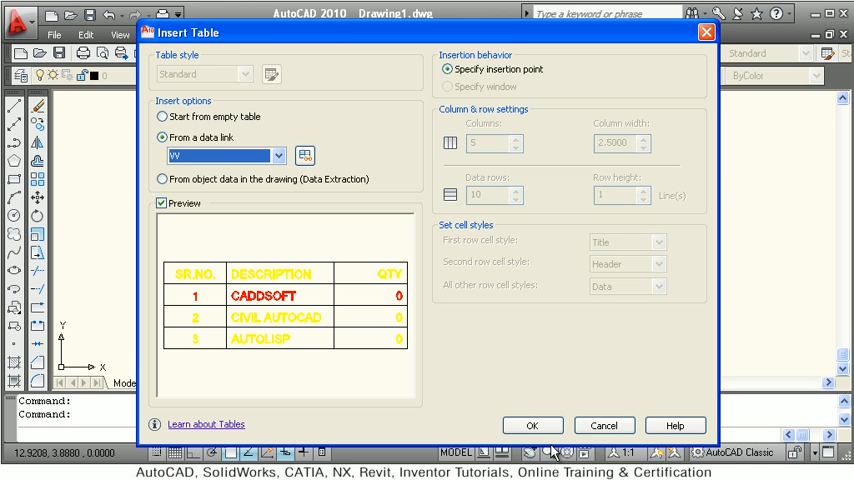 AutoCAD 2010 Drawing1.dwg
Type a keyword or phrase
File Edit View
Insert Table
Table style
Standard
Insert options
Start from empty table
From a data link
VV
From object data in the drawing (Data Extraction)
Preview
SR.NO. DESCRIPTION QTY
1 CADDSOFT 0
2 CIVIL AUTOCAD 0
3 AUTOLISP 0
Learn about Tables
Insertion behavior
Specify insertion point
Specify window
Column & row settings
Columns: Column width:
5 2.5000
Data rows: Row height:
10 1 Line(s)
Set cell styles
First row cell style: Title
Second row cell style: Header
All other row cell styles: Data
OK Cancel Help
Standard
ByColor
0
Y
X
Mode
Command:
Command:
12.9208, 3.8880, 0.0000 MODEL 1:1 AutoCAD Classic
AutoCAD, SolidWorks, CATIA, NX, Revit, Inventor Tutorials, Online Training & Certification